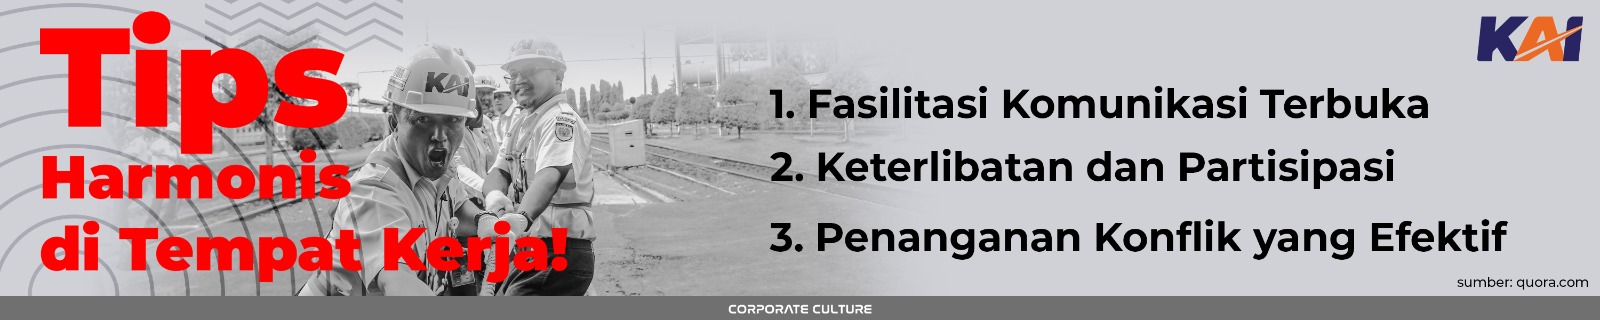 Tips
Harmonis
di Tempat Kerja!
KAI
KAI
1. Fasilitasi Komunikasi Terbuka
2. Keterlibatan dan Partisipasi
3. Penanganan Konflik yang Efektif
sumber: quora.com
CORPORATE CULTURE